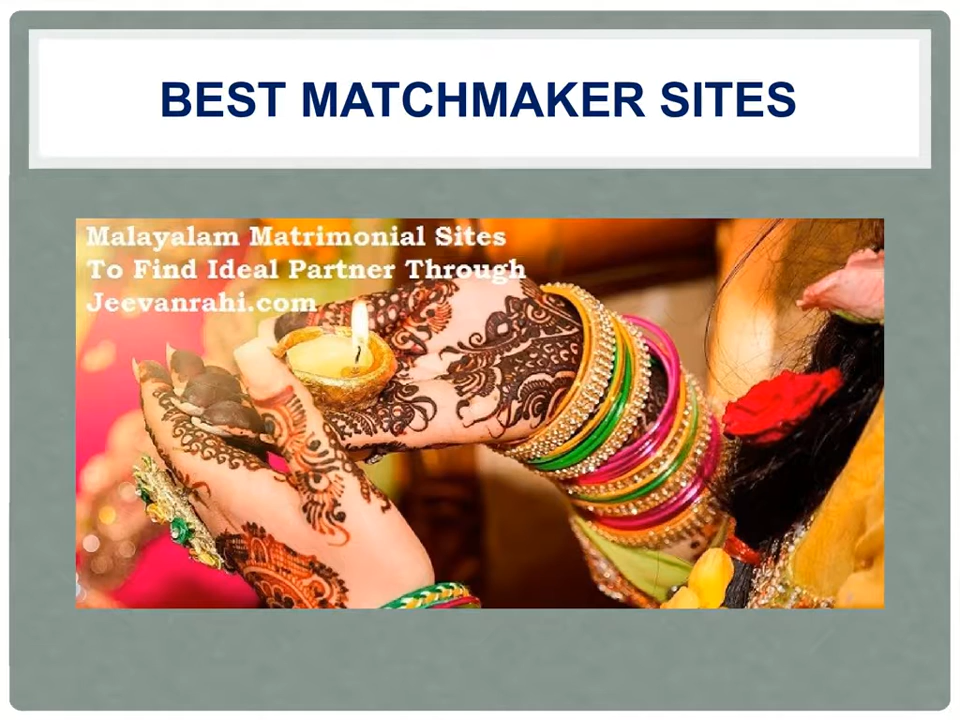 BEST MATCHMAKER SITES
Malayalam Matrimonial Sites
To Find Ideal Partner Through
Jeevanrahi.com